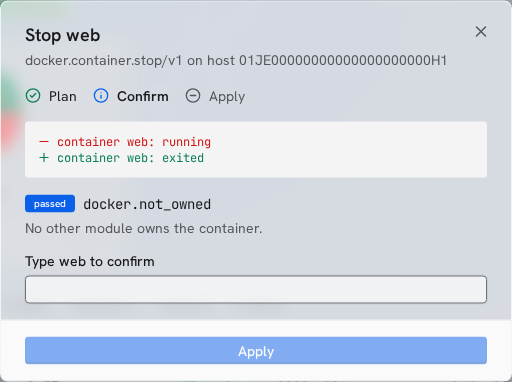 Stop web
docker.container.stop/v1 on host 01JE00000000000000000000H1
Plan Confirm Apply
− container web: running
+ container web: exited
passed docker.not_owned
No other module owns the container.
Type web to confirm
Apply